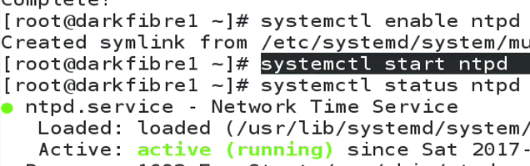 Complete!
[root@darkfibre1 ~]# systemctl enable ntpd
Created symlink from /etc/systemd/system/mu
[root@darkfibre1 ~]# systemctl start ntpd
[root@darkfibre1 ~]# systemctl status ntpd
● ntpd.service - Network Time Service
Loaded: loaded (/usr/lib/systemd/system/
Active: active (running) since Sat 2017-